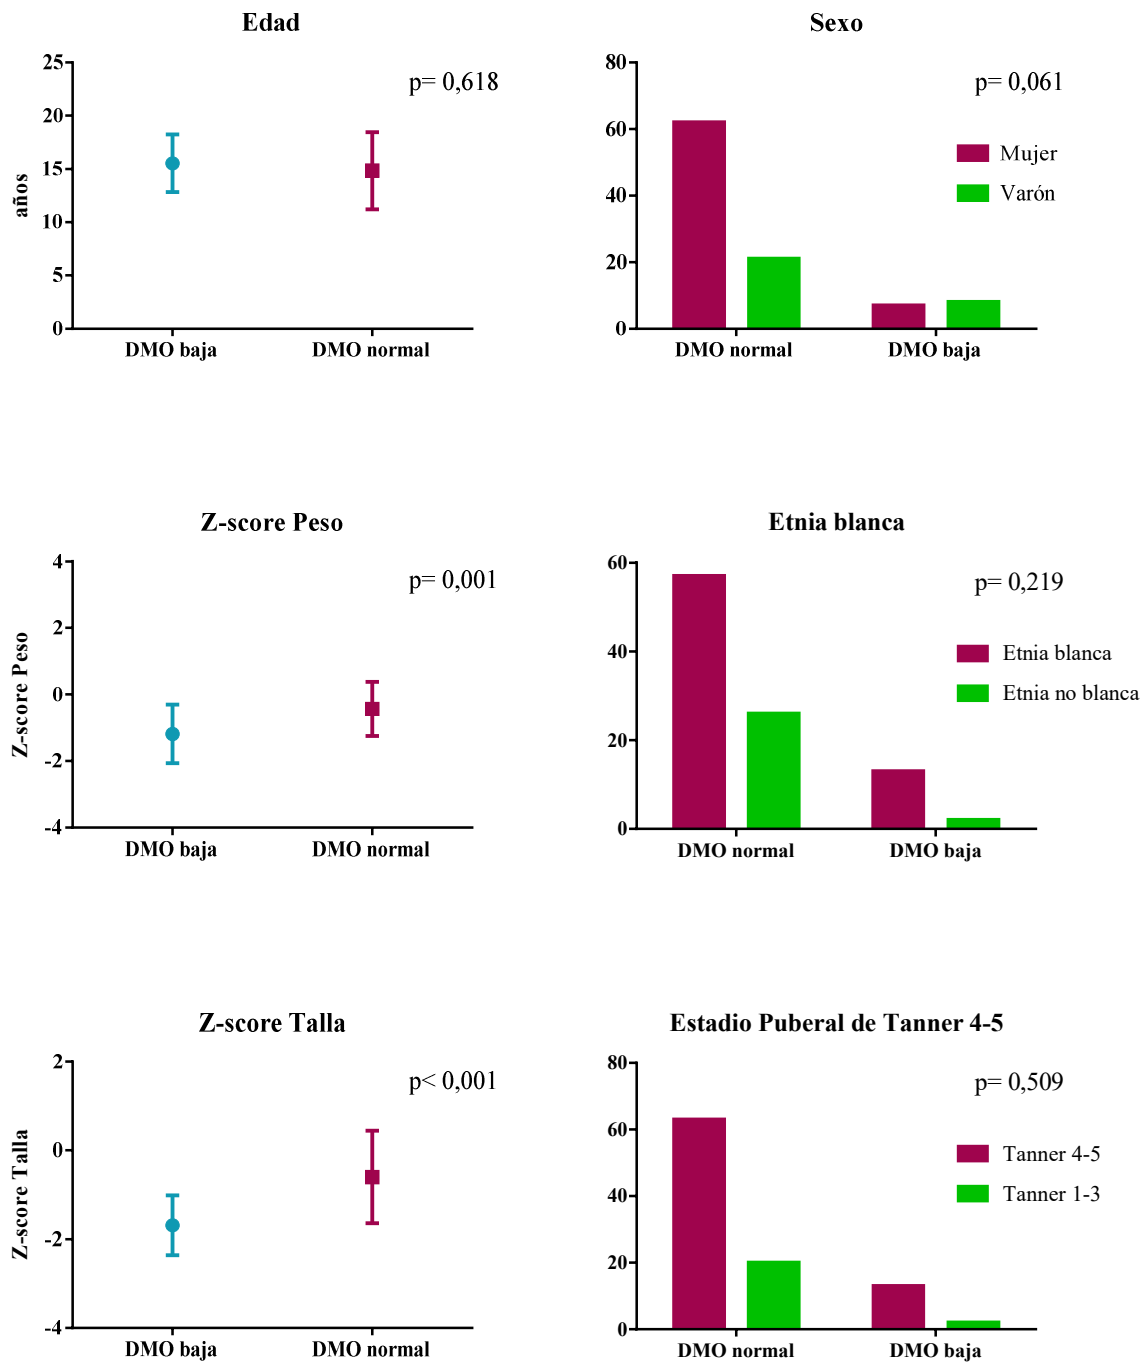 Edad
25
20
15
10
5
0
años
p= 0,618
DMO baja
DMO normal
Sexo
80
60
40
20
0
p= 0,061
Mujer
Varón
DMO normal
DMO baja
Z-score Peso
4
2
0
-2
-4
Z-score Peso
p= 0,001
DMO baja
DMO normal
Etnia blanca
60
40
20
0
p= 0,219
Etnia blanca
Etnia no blanca
DMO normal
DMO baja
Z-score Talla
2
0
-2
-4
Z-score Talla
p< 0,001
DMO baja
DMO normal
Estadio Puberal de Tanner 4-5
80
60
40
20
0
p= 0,509
Tanner 4-5
Tanner 1-3
DMO normal
DMO baja